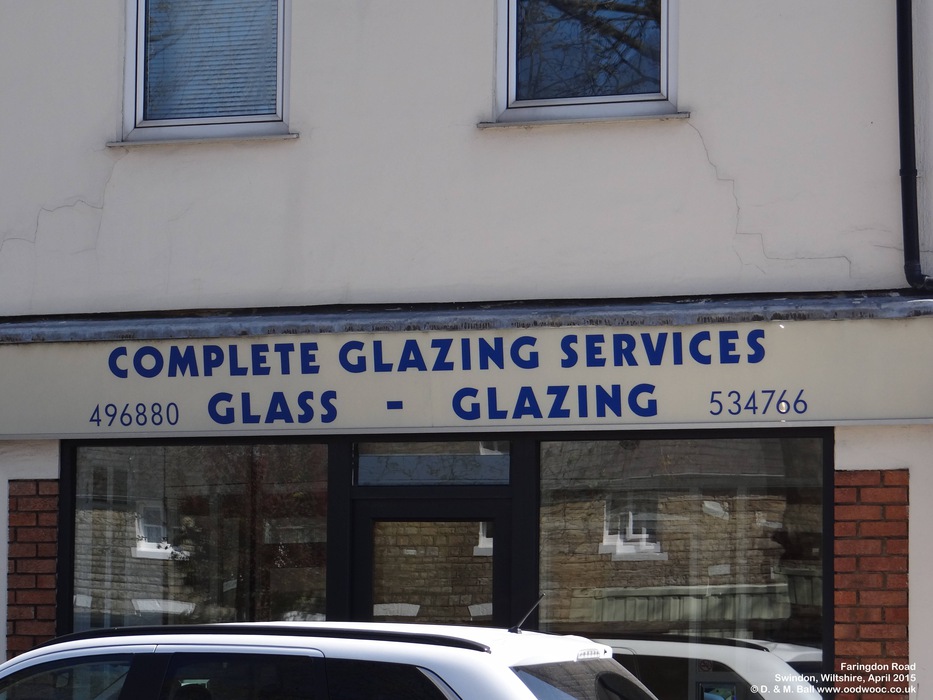 COMPLETE GLAZING SERVICES
496880 GLASS - GLAZING 534766
Faringdon Road
Swindon, Wiltshire, April 2015
© D. & M. Ball www.oodwooc.co.uk